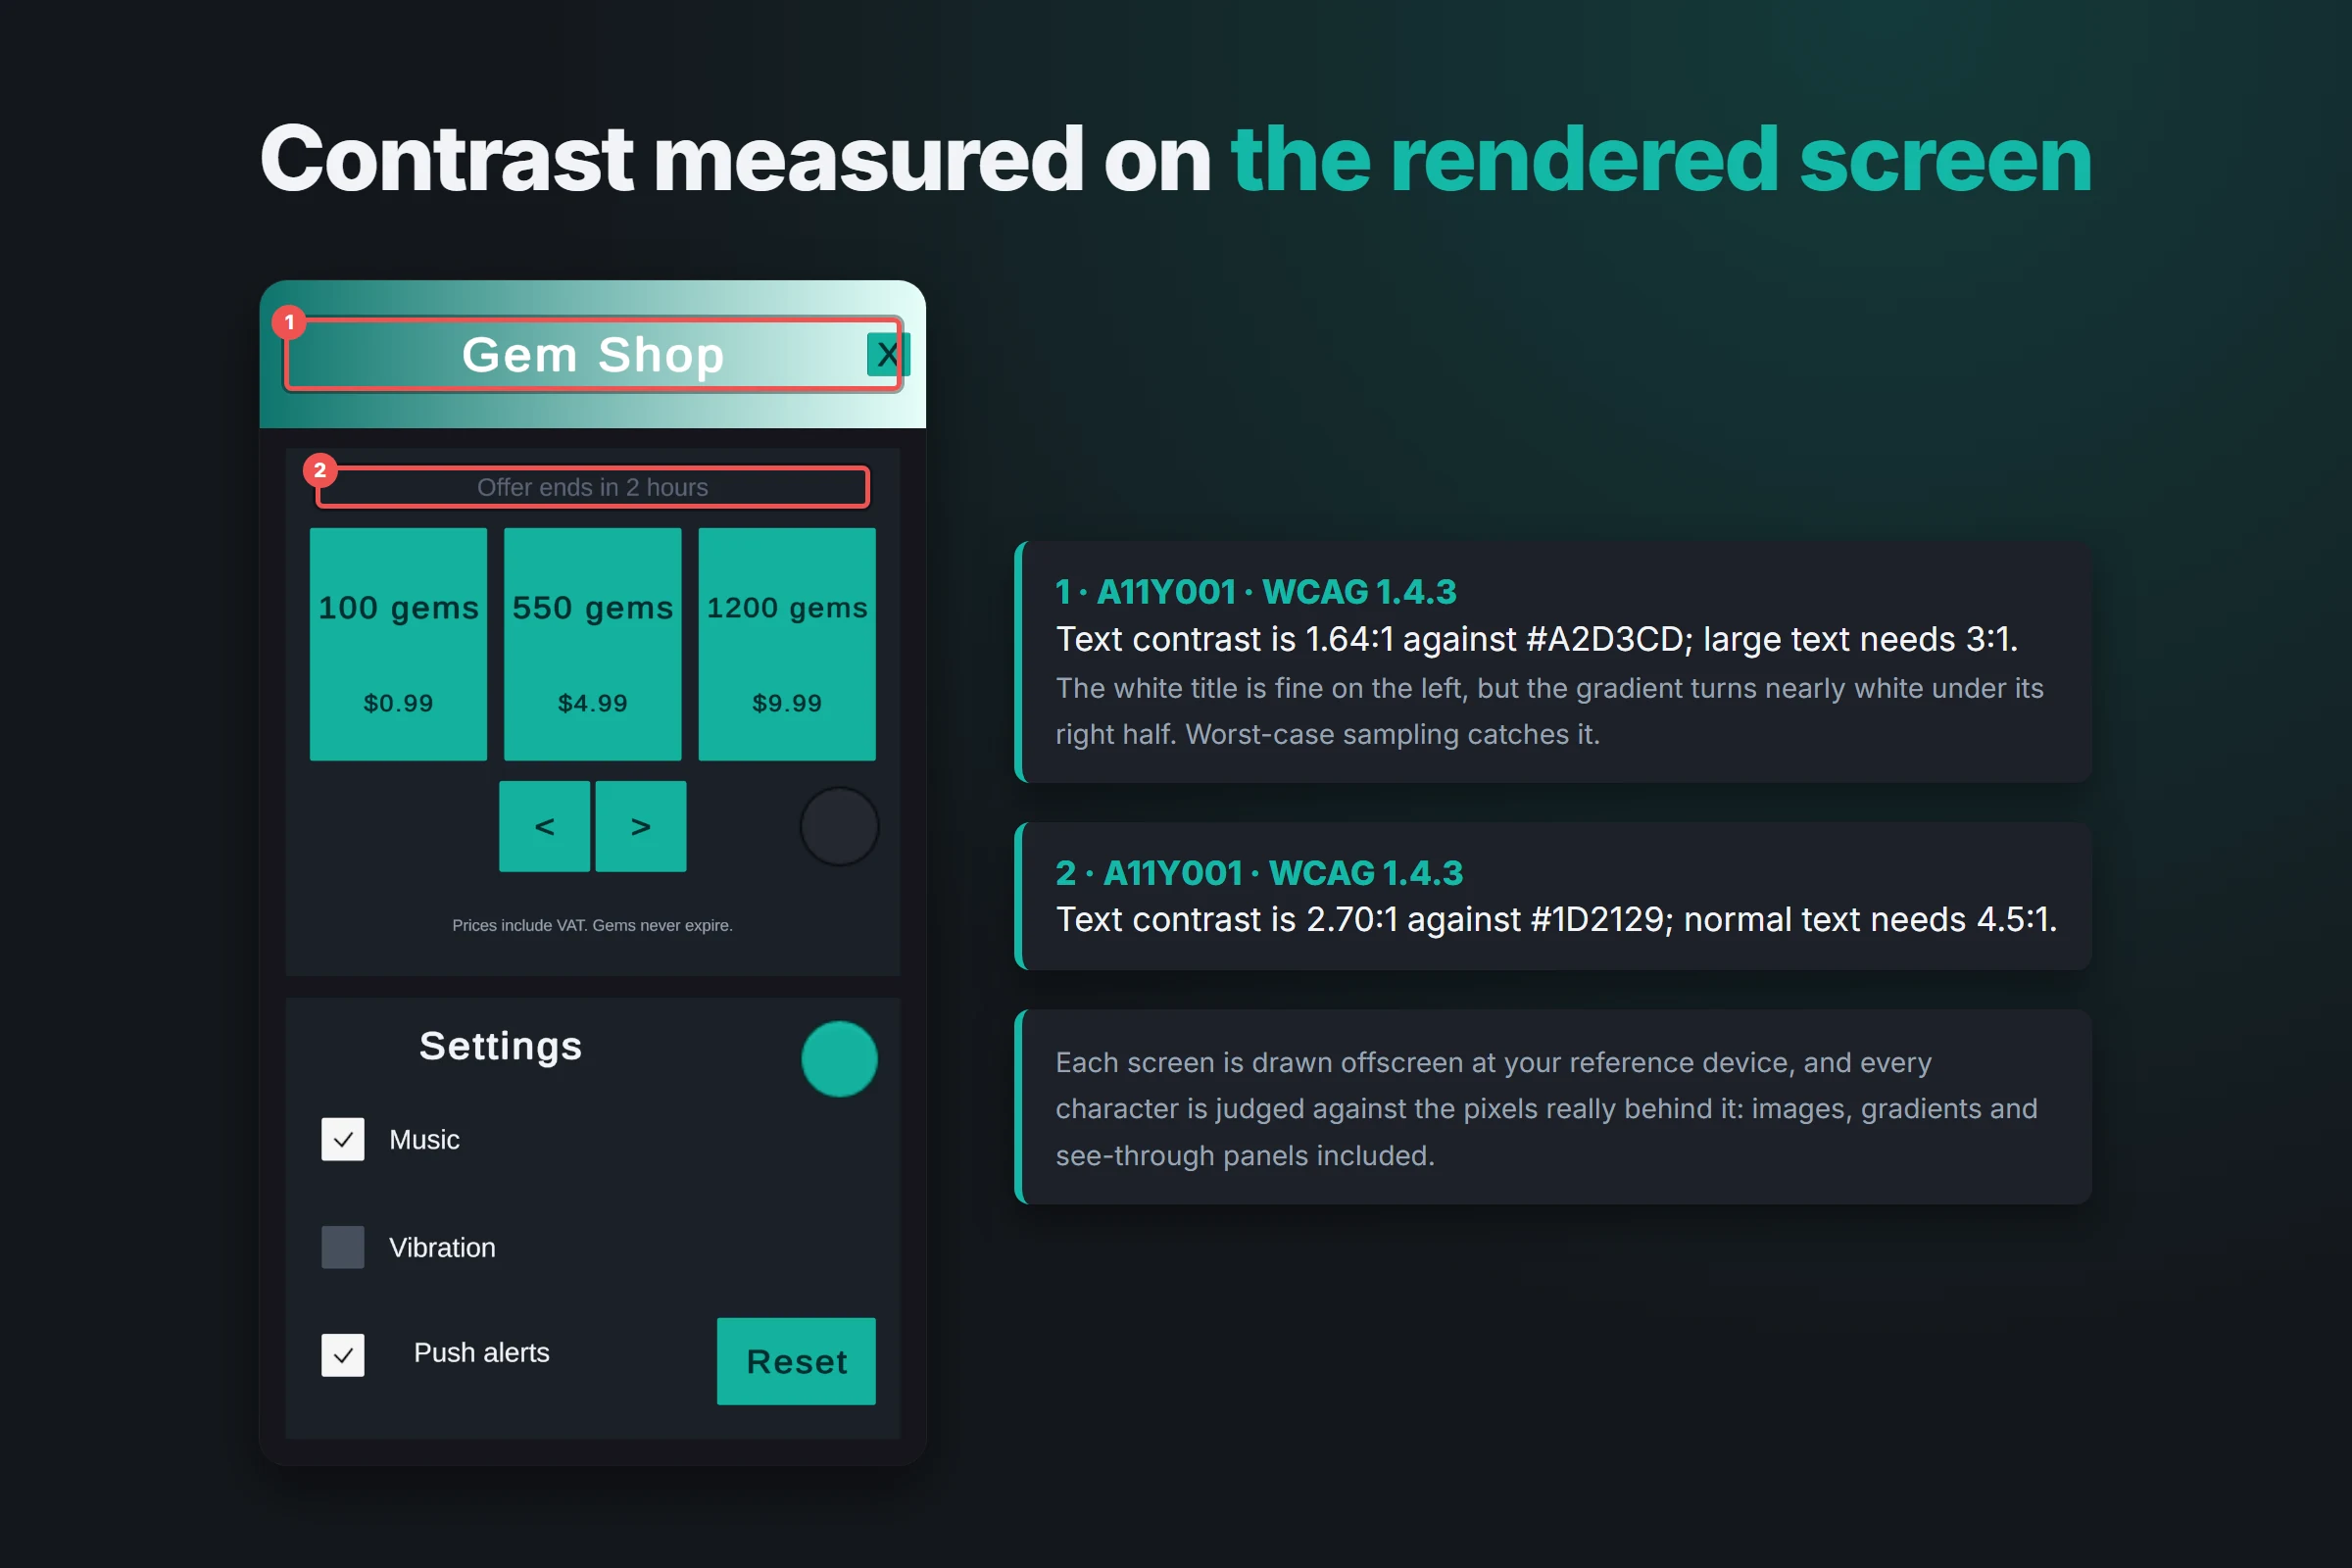 Contrast measured on the rendered screen
1
Gem Shop
X
2
Offer ends in 2 hours
100 gems
$0.99
550 gems
$4.99
1200 gems
$9.99
<
>
Prices include VAT. Gems never expire.
Settings
Music
Vibration
Push alerts
Reset
1 · A11Y001 · WCAG 1.4.3
Text contrast is 1.64:1 against #A2D3CD; large text needs 3:1.
The white title is fine on the left, but the gradient turns nearly white under its
right half. Worst-case sampling catches it.
2 · A11Y001 · WCAG 1.4.3
Text contrast is 2.70:1 against #1D2129; normal text needs 4.5:1.
Each screen is drawn offscreen at your reference device, and every
character is judged against the pixels really behind it: images, gradients and
see-through panels included.